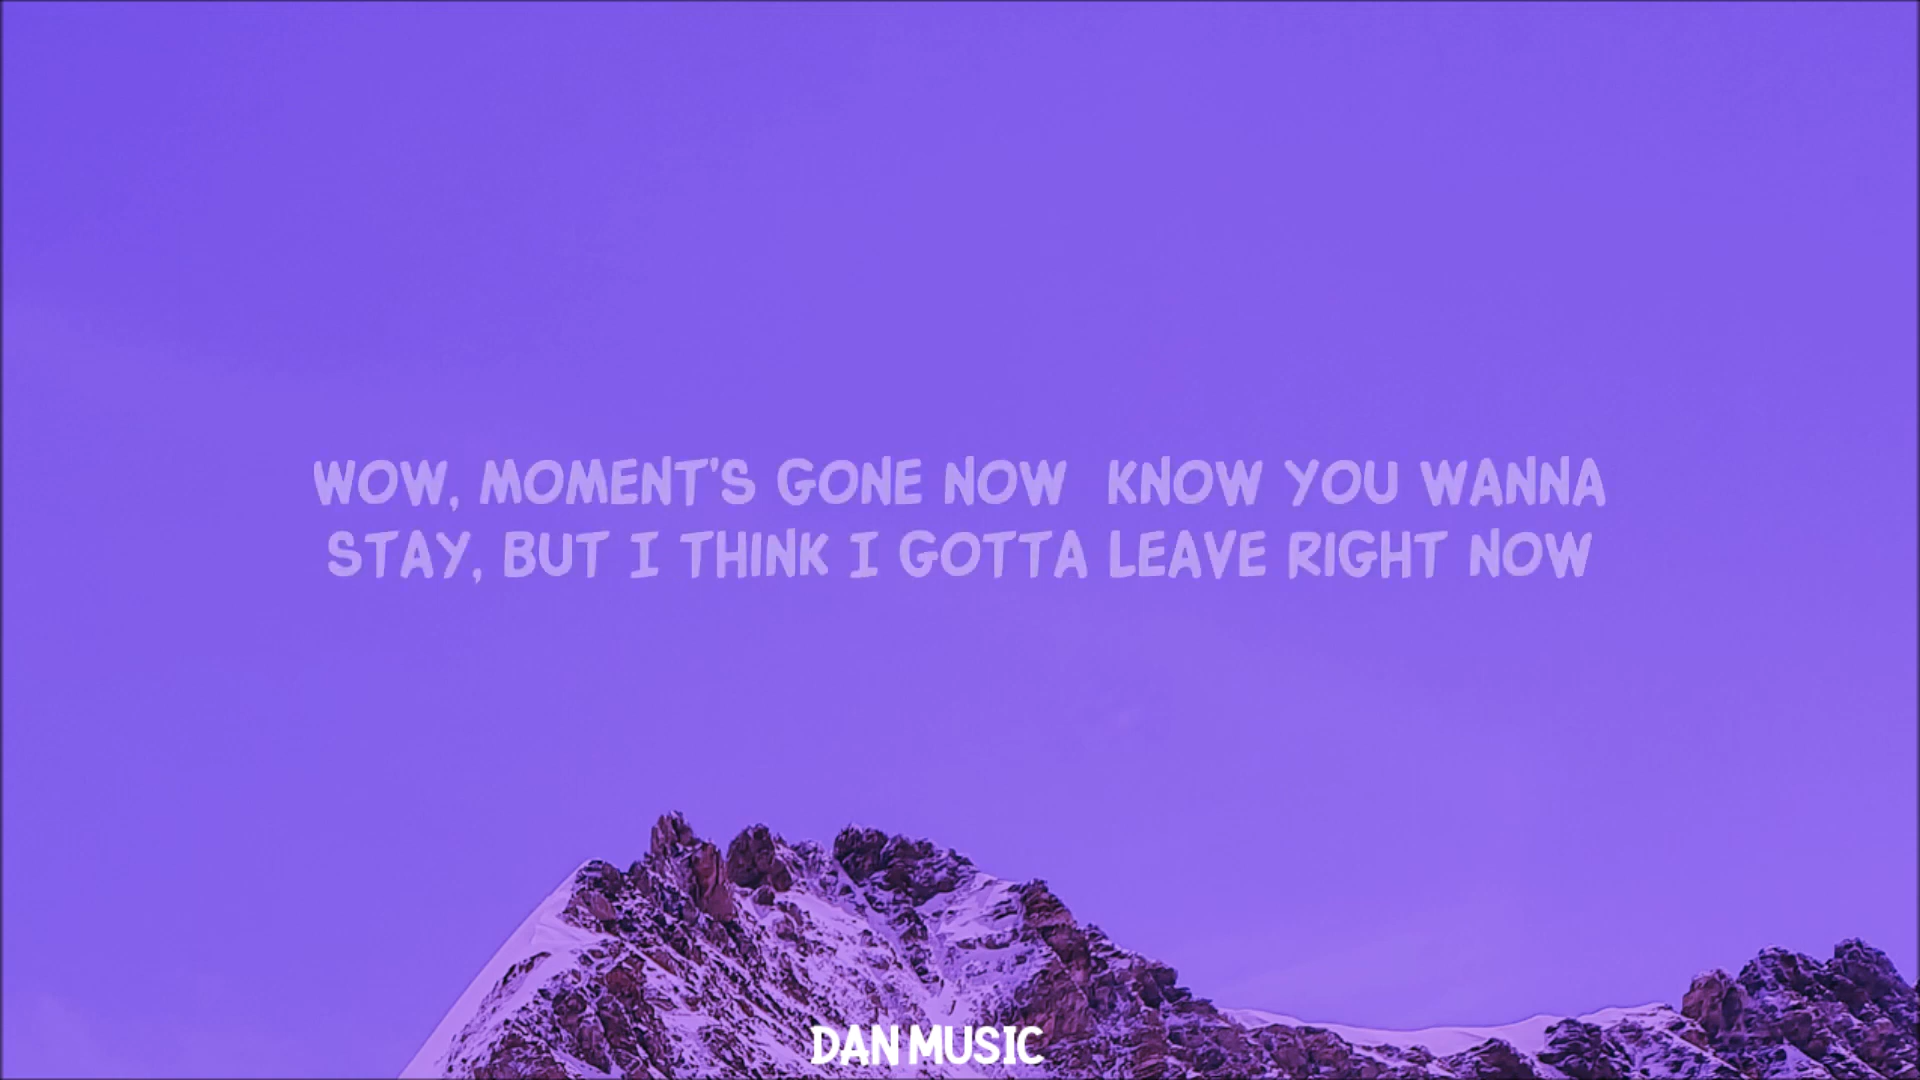 WOW, MOMENT'S GONE NOW  KNOW YOU WANNA
STAY, BUT I THINK I GOTTA LEAVE RIGHT NOW
DAN MUSIC